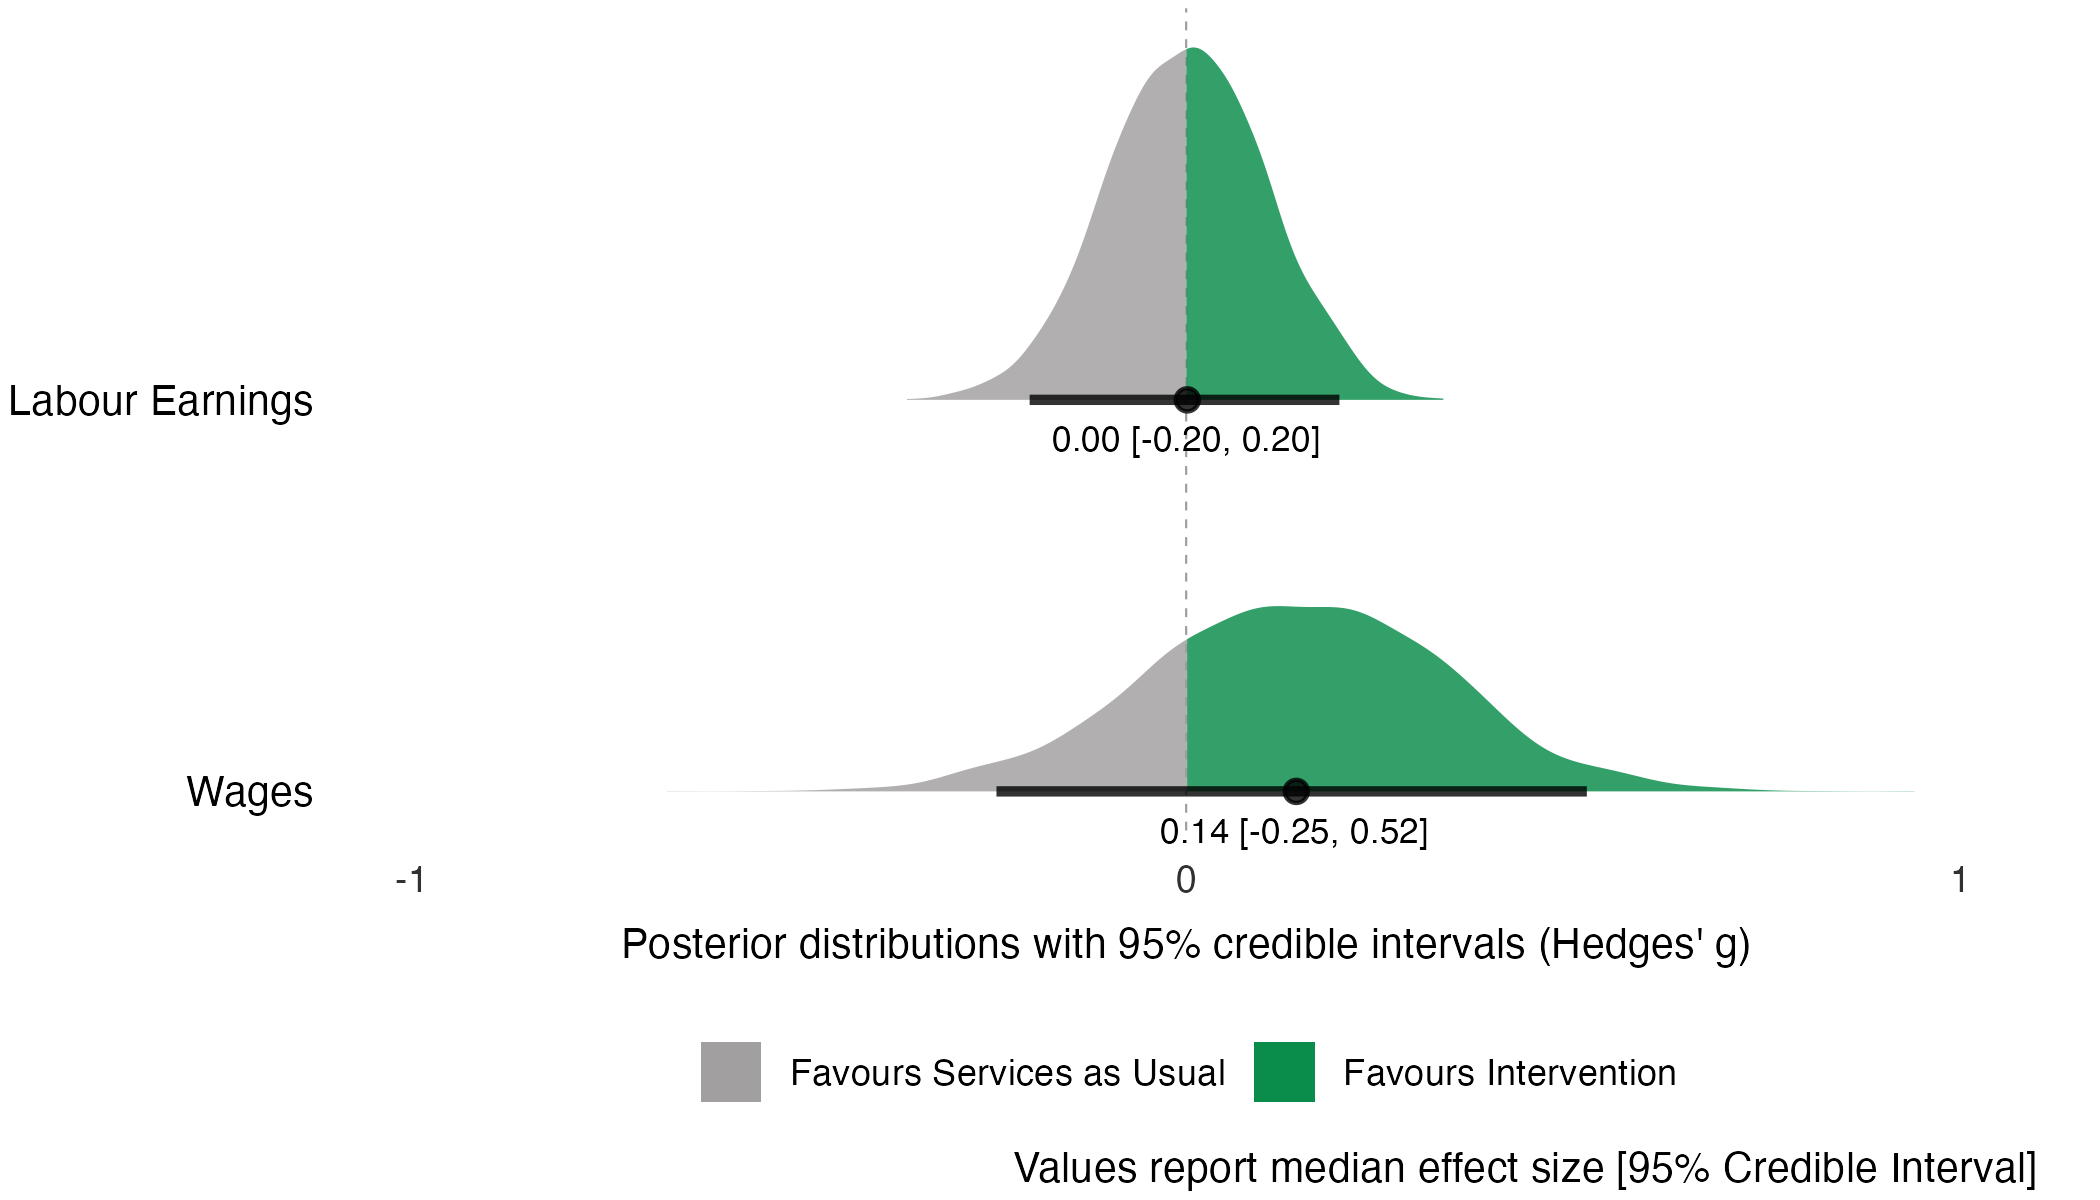 Labour Earnings
0.00 [-0.20, 0.20]
Wages
0.14 [-0.25, 0.52]
-1 0 1
Posterior distributions with 95% credible intervals (Hedges' g)
Favours Services as Usual Favours Intervention
Values report median effect size [95% Credible Interval]